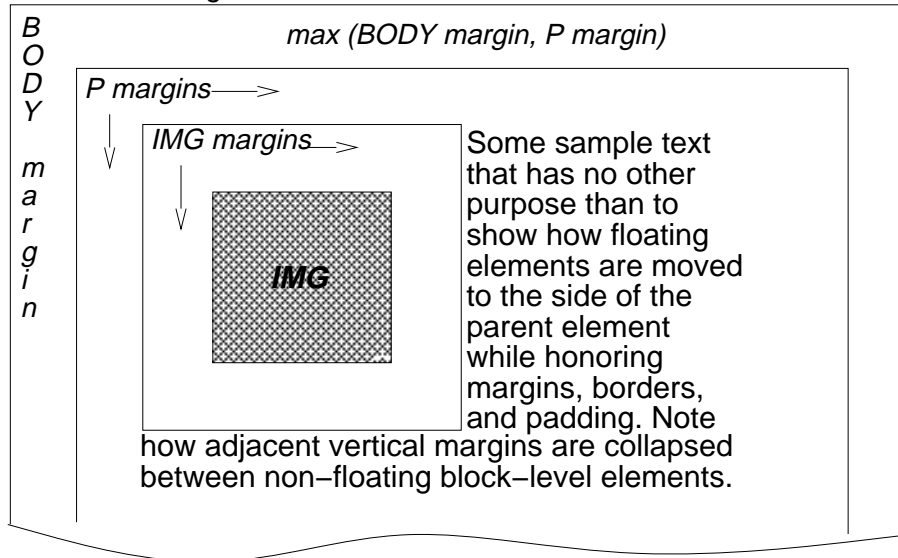 max (BODY margin, P margin)
BODY margin
P margins
IMG margins
IMG
Some sample text
that has no other
purpose than to
show how floating
elements are moved
to the side of the
parent element
while honoring
margins, borders,
and padding. Note
how adjacent vertical margins are collapsed
between non–floating block–level elements.